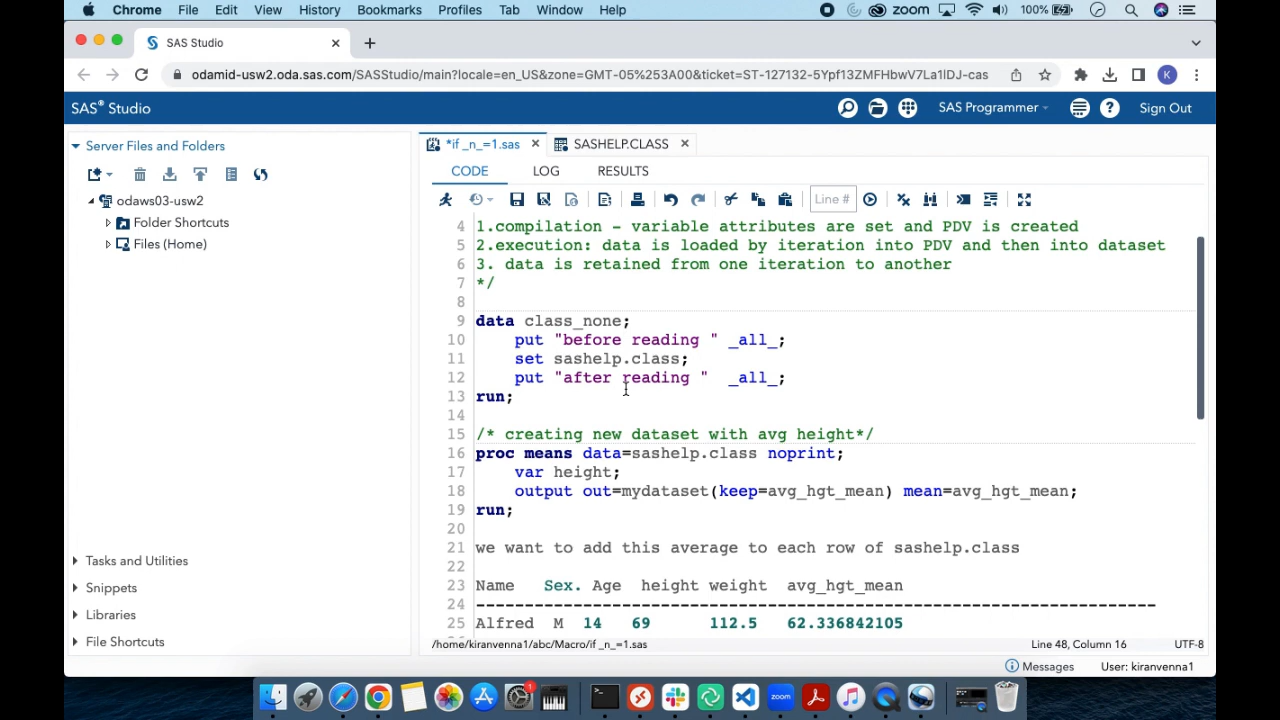 Chrome File Edit View History Bookmarks Profiles Tab Window Help zoom 100%
SAS Studio
odamid-usw2.oda.sas.com/SASStudio/main?locale=en_US&zone=GMT-05%253A00&ticket=ST-127132-5Ypf13ZMFHbwV7La1lDJ-cas K
SAS® Studio SAS Programmer Sign Out
Server Files and Folders
*if _n_=1.sas SASHELP.CLASS
CODE LOG RESULTS
Line #
odaws03-usw2
Folder Shortcuts
Files (Home)
Tasks and Utilities
Snippets
Libraries
File Shortcuts
4 1.compilation - variable attributes are set and PDV is created
5 2.execution: data is loaded by iteration into PDV and then into dataset
6 3. data is retained from one iteration to another
7 */
8
9 data class_none;
10 put "before reading " _all_;
11 set sashelp.class;
12 put "after reading " _all_;
13 run;
14
15 /* creating new dataset with avg height*/
16 proc means data=sashelp.class noprint;
17 var height;
18 output out=mydataset(keep=avg_hgt_mean) mean=avg_hgt_mean;
19 run;
20
21 we want to add this average to each row of sashelp.class
22
23 Name Sex. Age height weight avg_hgt_mean
24 ----------------------------------------------------------------------
25 Alfred M 14 69 112.5 62.336842105
/home/kiranvenna1/abc/Macro/if _n_=1.sas Line 48, Column 16 UTF-8
Messages User: kiranvenna1
1
zoom